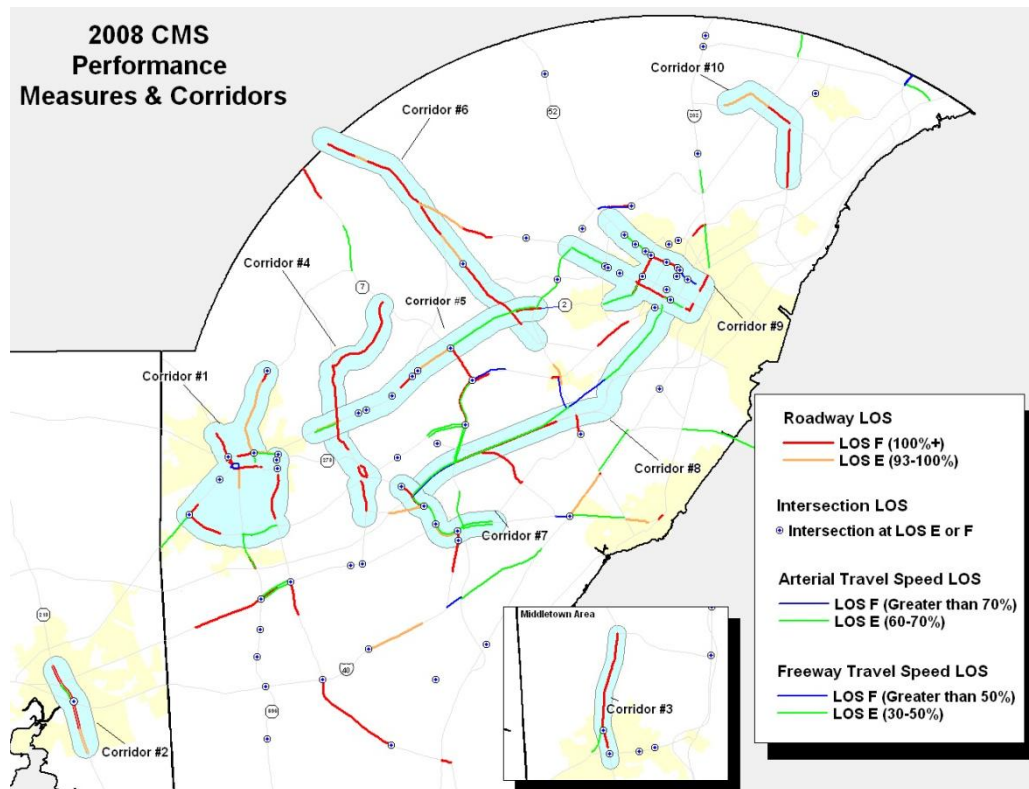 2008 CMS
Performance
Measures & Corridors
Corridor #10
Corridor #6
52
202
Corridor #4
7
Corridor #5
2
Corridor #9
Corridor #1
279
Corridor #8
Corridor #7
213
40
896
Corridor #2
Middletown Area
Corridor #3
Roadway LOS
LOS F (100%+)
LOS E (93-100%)
Intersection LOS
Intersection at LOS E or F
Arterial Travel Speed LOS
LOS F (Greater than 70%)
LOS E (60-70%)
Freeway Travel Speed LOS
LOS F (Greater than 50%)
LOS E (30-50%)